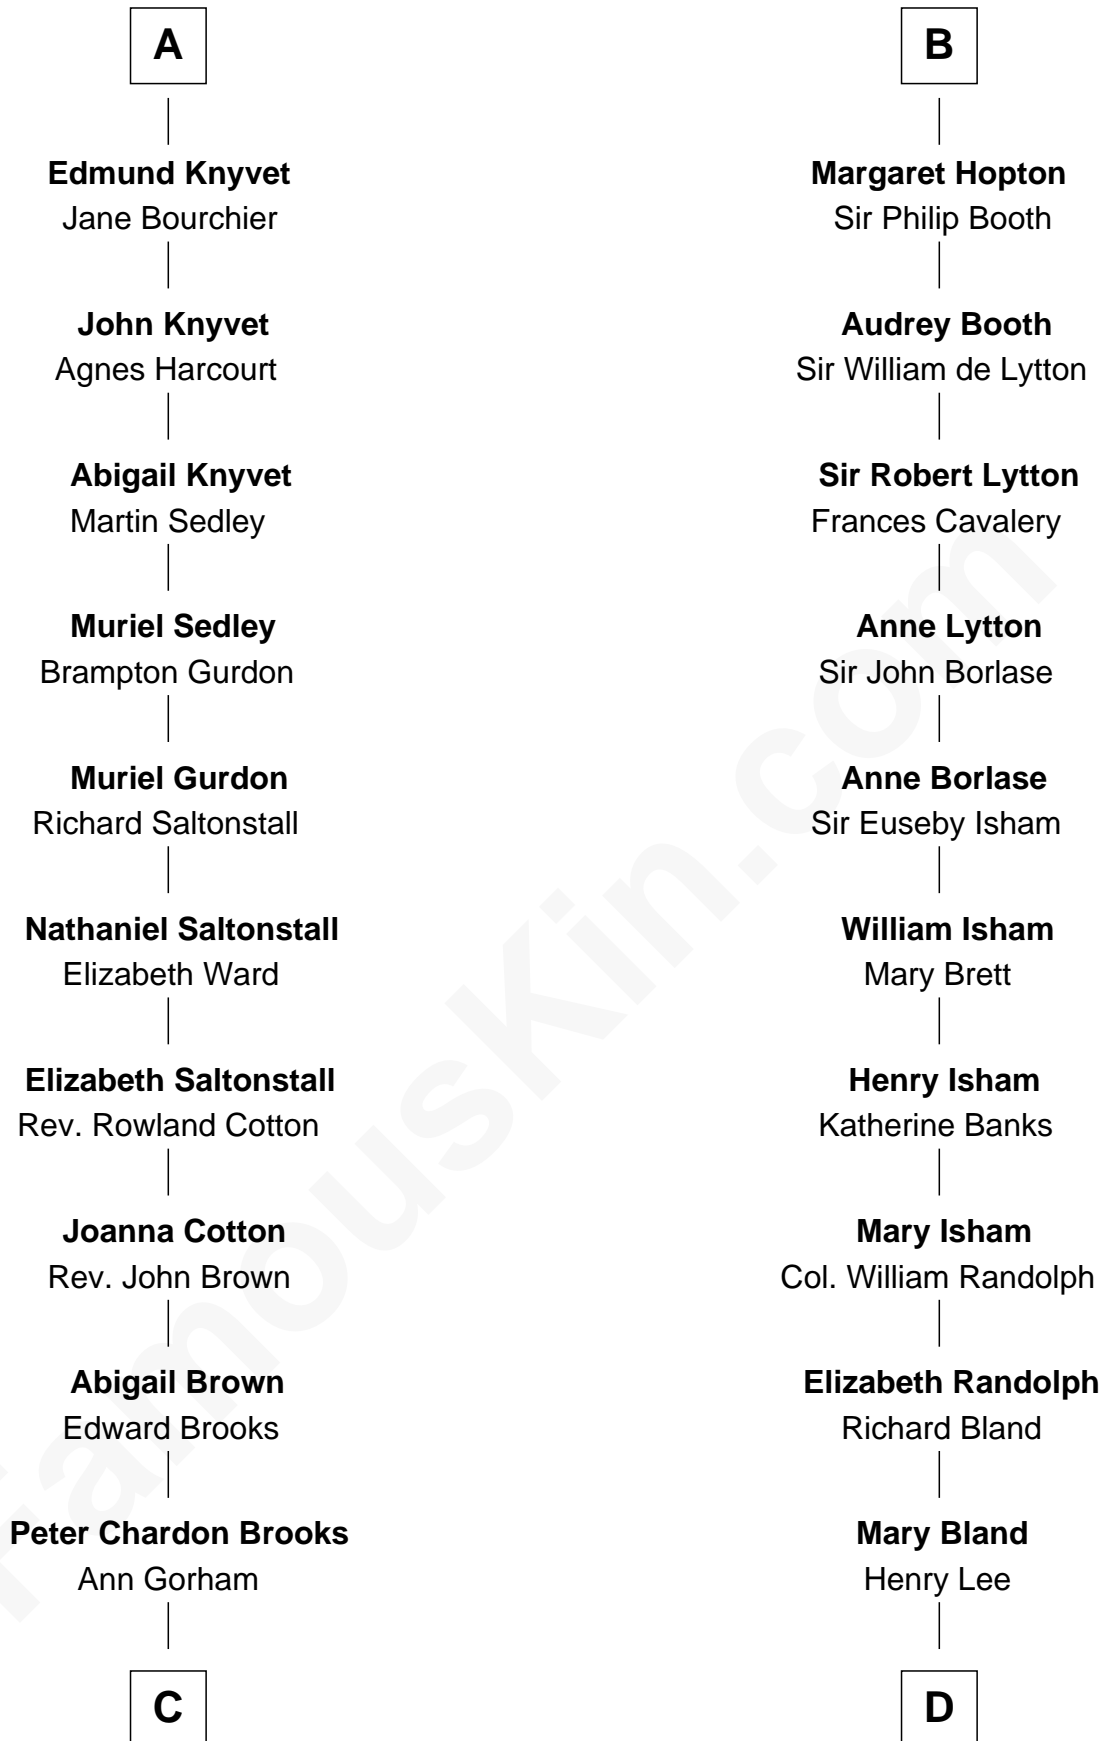 A
Edmund Knyvet
Jane Bourchier
John Knyvet
Agnes Harcourt
Abigail Knyvet
Martin Sedley
Muriel Sedley
Brampton Gurdon
Muriel Gurdon
Richard Saltonstall
Nathaniel Saltonstall
Elizabeth Ward
Elizabeth Saltonstall
Rev. Rowland Cotton
Joanna Cotton
Rev. John Brown
Abigail Brown
Edward Brooks
Peter Chardon Brooks
Ann Gorham
C
B
Margaret Hopton
Sir Philip Booth
Audrey Booth
Sir William de Lytton
Sir Robert Lytton
Frances Cavalery
Anne Lytton
Sir John Borlase
Anne Borlase
Sir Euseby Isham
William Isham
Mary Brett
Henry Isham
Katherine Banks
Mary Isham
Col. William Randolph
Elizabeth Randolph
Richard Bland
Mary Bland
Henry Lee
D
FamousKin.com